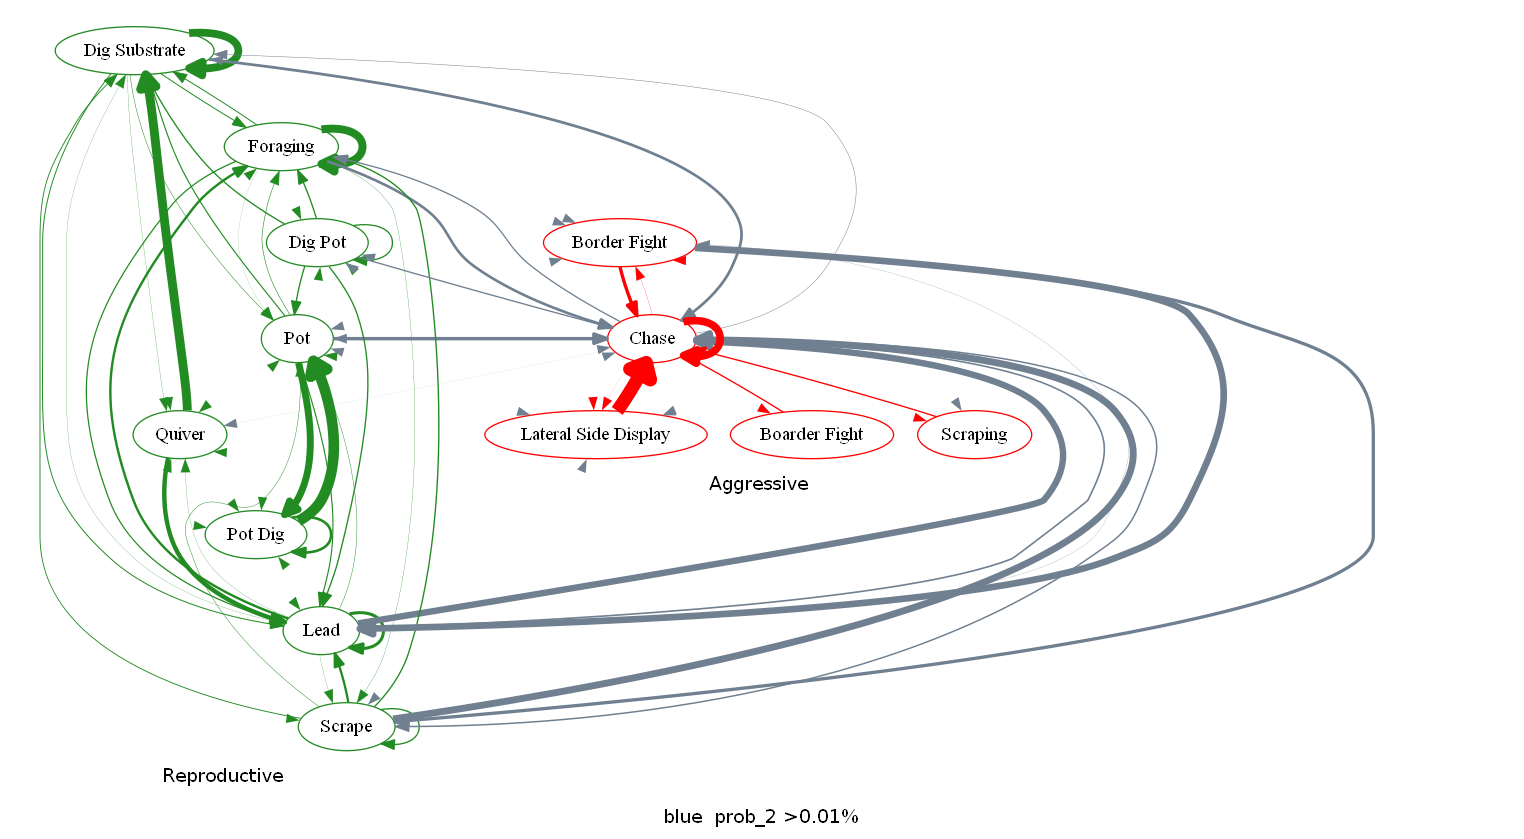 Dig Substrate
Foraging
Border Fight
Dig Pot
Pot
Chase
Quiver
Lateral Side Display
Boarder Fight
Scraping
Aggressive
Pot Dig
Lead
Scrape
Reproductive
blue  prob_2 >0.01%